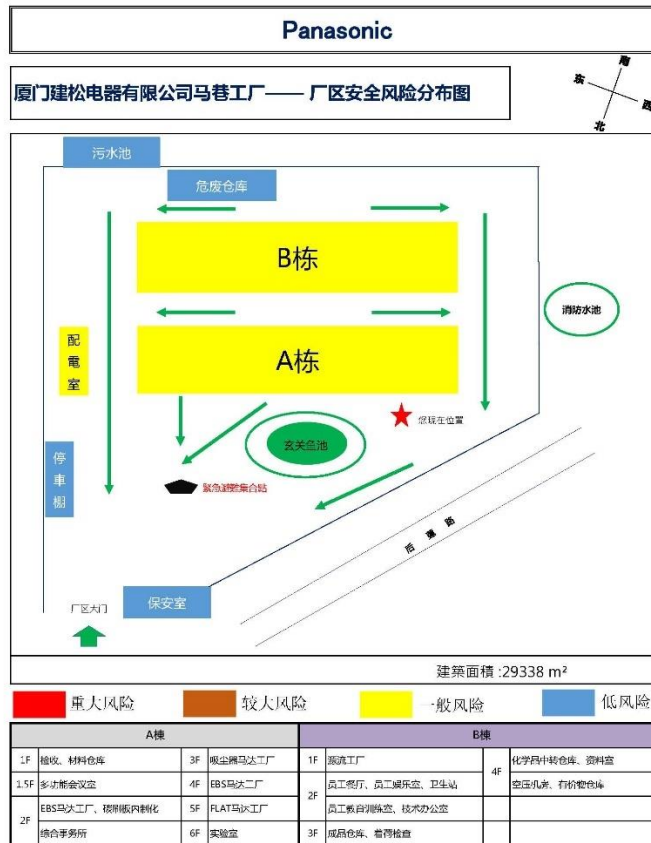 Panasonic
厦门建松电器有限公司马巷工厂—— 厂区安全风险分布图
南
东
西
北
污水池
危废仓库
B栋
消防水池
配電室
A栋
您现在位置
玄关鱼池
停車棚
緊急避難集合站
保安室
厂区大门
建築面積 :29338 m²
重大风险 较大风险 一般风险 低风险
A棟 B棟
1F 检收、材料仓库 3F 吸尘器马达工厂 1F 源流工厂 4F 化学品中转仓库、资料室
1.5F 多功能会议室 4F EBS马达工厂 2F 员工餐厅、员工娱乐室、卫生站 空压机房、有价物仓库
2F EBS马达工厂、碳刷板内制化 5F FLAT马达工厂 员工教自训练室、技术办公室
综合事务所 6F 实验室 3F 成品仓库、着荷检查